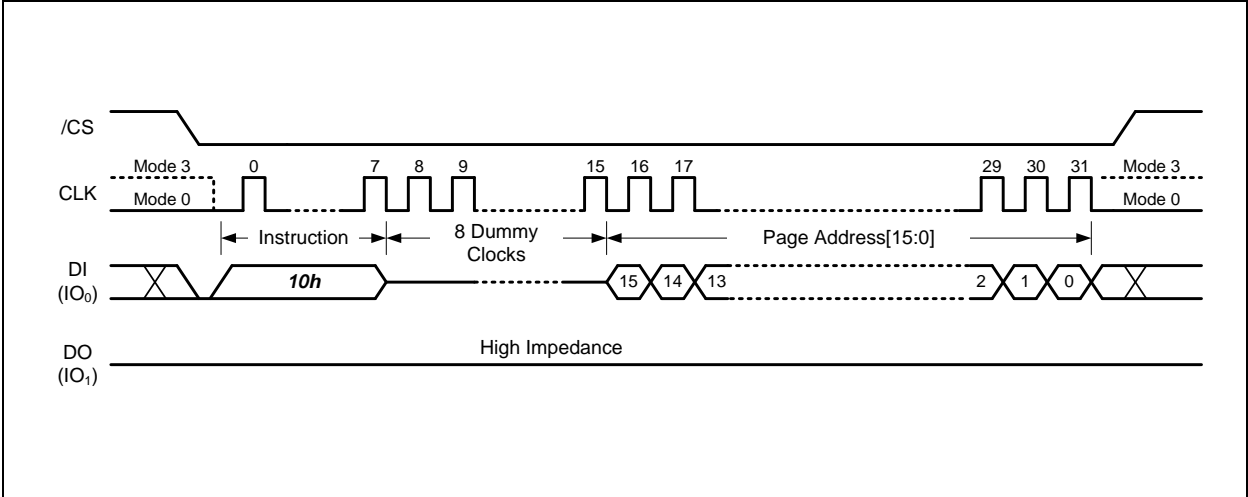 /CS
Mode 3 0 7 8 9 15 16 17 29 30 31 Mode 3
CLK
Mode 0 Mode 0
Instruction 8 Dummy Clocks Page Address[15:0]
DI
(IO₀)
10h 15 14 13 2 1 0
High Impedance
DO
(IO₁)